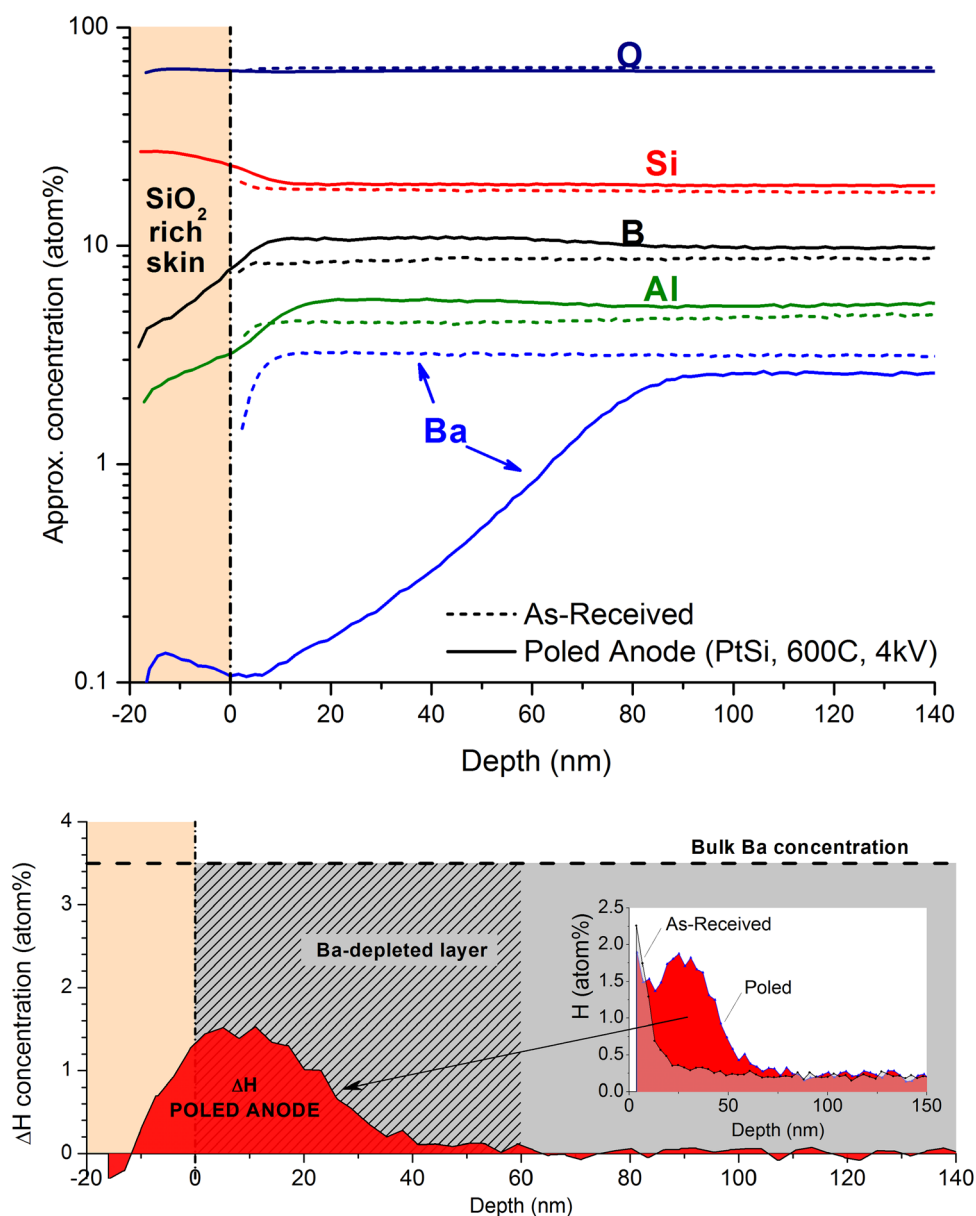 100
10
1
0.1
Approx. concentration (atom%)
O
Si
B
Al
Ba
SiO2
rich
skin
As-Received
Poled Anode (PtSi, 600C, 4kV)
-20 0 20 40 60 80 100 120 140
Depth (nm)
4
3
2
1
0
ΔH concentration (atom%)
Bulk Ba concentration
Ba-depleted layer
ΔH
POLED ANODE
2.5
2.0
1.5
1.0
0.5
0.0
H (atom%)
As-Received
Poled
0 50 100 150
Depth (nm)
-20 0 20 40 60 80 100 120 140
Depth (nm)